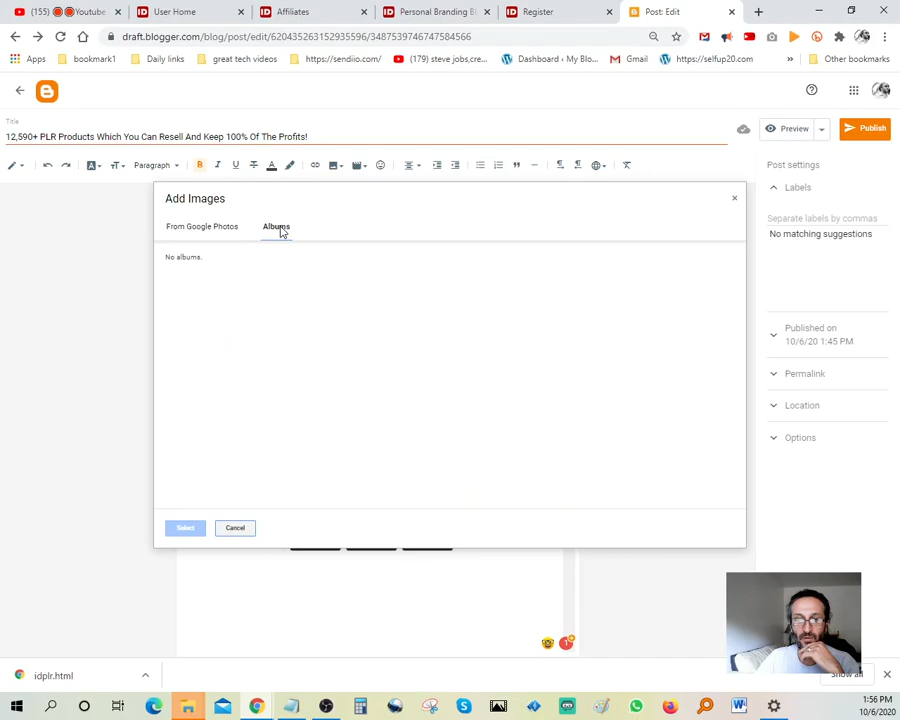 (155) 🔴🔴Youtube
User Home
Affiliates
Personal Branding Bl
Register
Post: Edit
draft.blogger.com/blog/post/edit/620435263152935596/3487539746747584566
Apps
bookmark1
Daily links
great tech videos
https://sendiio.com/
(179) steve jobs,cre...
Dashboard ‹ My Blo...
Gmail
https://selfup20.com
»
Other bookmarks
Title
12,590+ PLR Products Which You Can Resell And Keep 100% Of The Profits!
Preview
Publish
Paragraph
Post settings
Labels
Separate labels by commas
No matching suggestions
Published on
10/6/20 1:45 PM
Permalink
Location
Options
Add Images
From Google Photos
Albums
No albums.
Select
Cancel
idplr.html
Show all
1:56 PM
10/6/2020